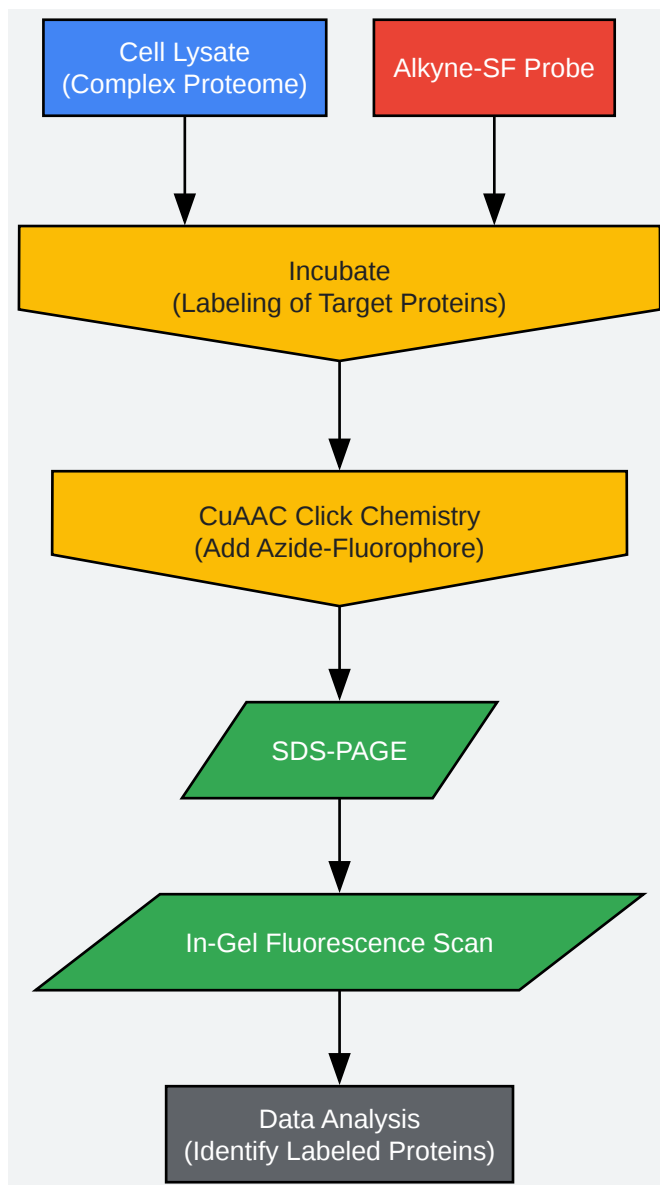 Cell Lysate
(Complex Proteome)
Alkyne-SF Probe
Incubate
(Labeling of Target Proteins)
CuAAC Click Chemistry
(Add Azide-Fluorophore)
SDS-PAGE
In-Gel Fluorescence Scan
Data Analysis
(Identify Labeled Proteins)